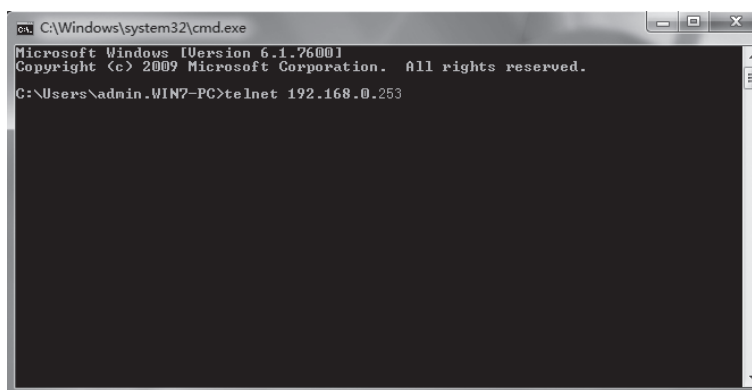 C:\Windows\system32\cmd.exe
Microsoft Windows [Version 6.1.7600]
Copyright (c) 2009 Microsoft Corporation.  All rights reserved.
C:\Users\admin.WIN7-PC>telnet 192.168.0.253